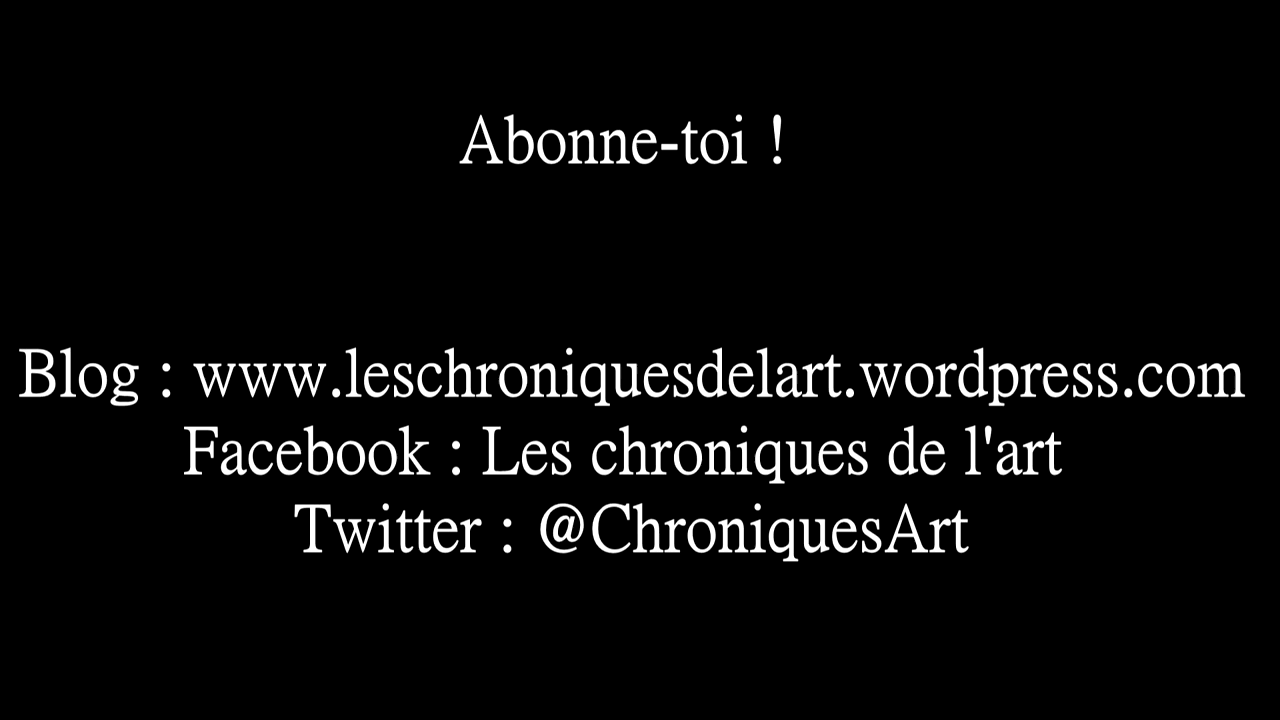 Abonne-toi !
Blog : www.leschroniquesdelart.wordpress.com
Facebook : Les chroniques de l'art
Twitter : @ChroniquesArt